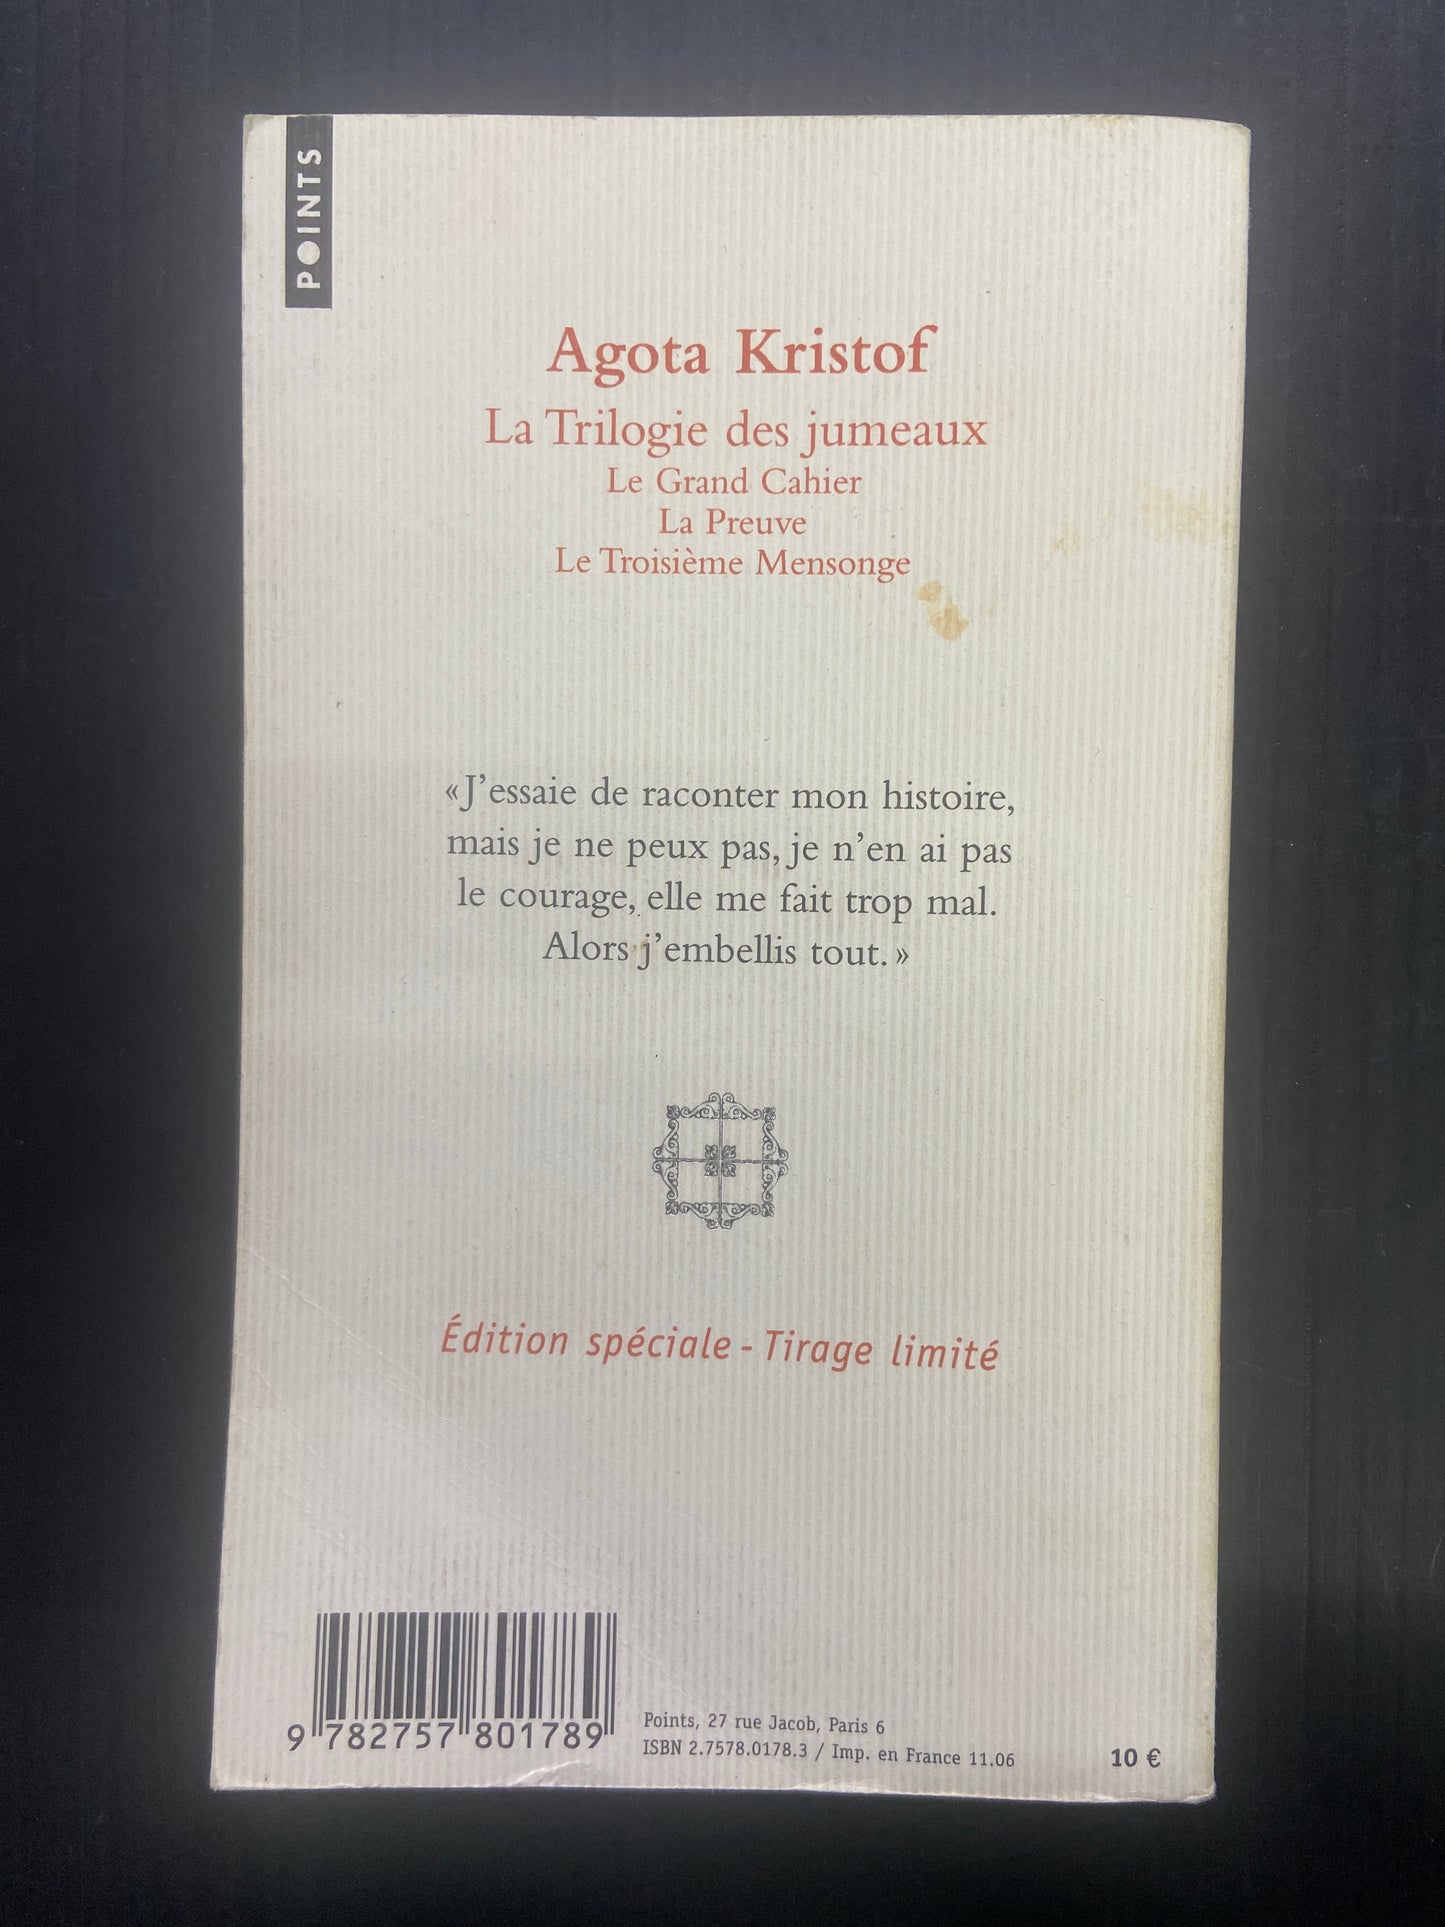 POINTS
Agota Kristof
La Trilogie des jumeaux
Le Grand Cahier
La Preuve
Le Troisième Mensonge
« J’essaie de raconter mon histoire,
mais je ne peux pas, je n’en ai pas
le courage, elle me fait trop mal.
Alors j’embellis tout. »
Édition spéciale - Tirage limité
9 782757 801789
Points, 27 rue Jacob, Paris 6
ISBN 2.7578.0178.3 / Imp. en France 11.06
10 €